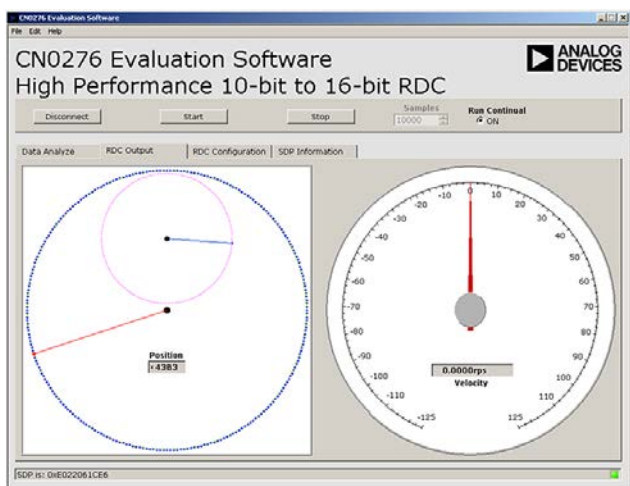 CN0276 Evaluation Software
File Edit Help
CN0276 Evaluation Software
High Performance 10-bit to 16-bit RDC
ANALOG
DEVICES
Disconnect
Start
Stop
Samples
10000
Run Continual
ON
Data Analyze
RDC Output
RDC Configuration
SDP Information
Position
-4383
0
-10
10
-20
20
-30
30
-40
40
-50
50
-60
60
-70
70
-80
80
-90
90
-100
100
-110
110
-125
125
0.0000rps
Velocity
SDP is: 0xE022061CE6